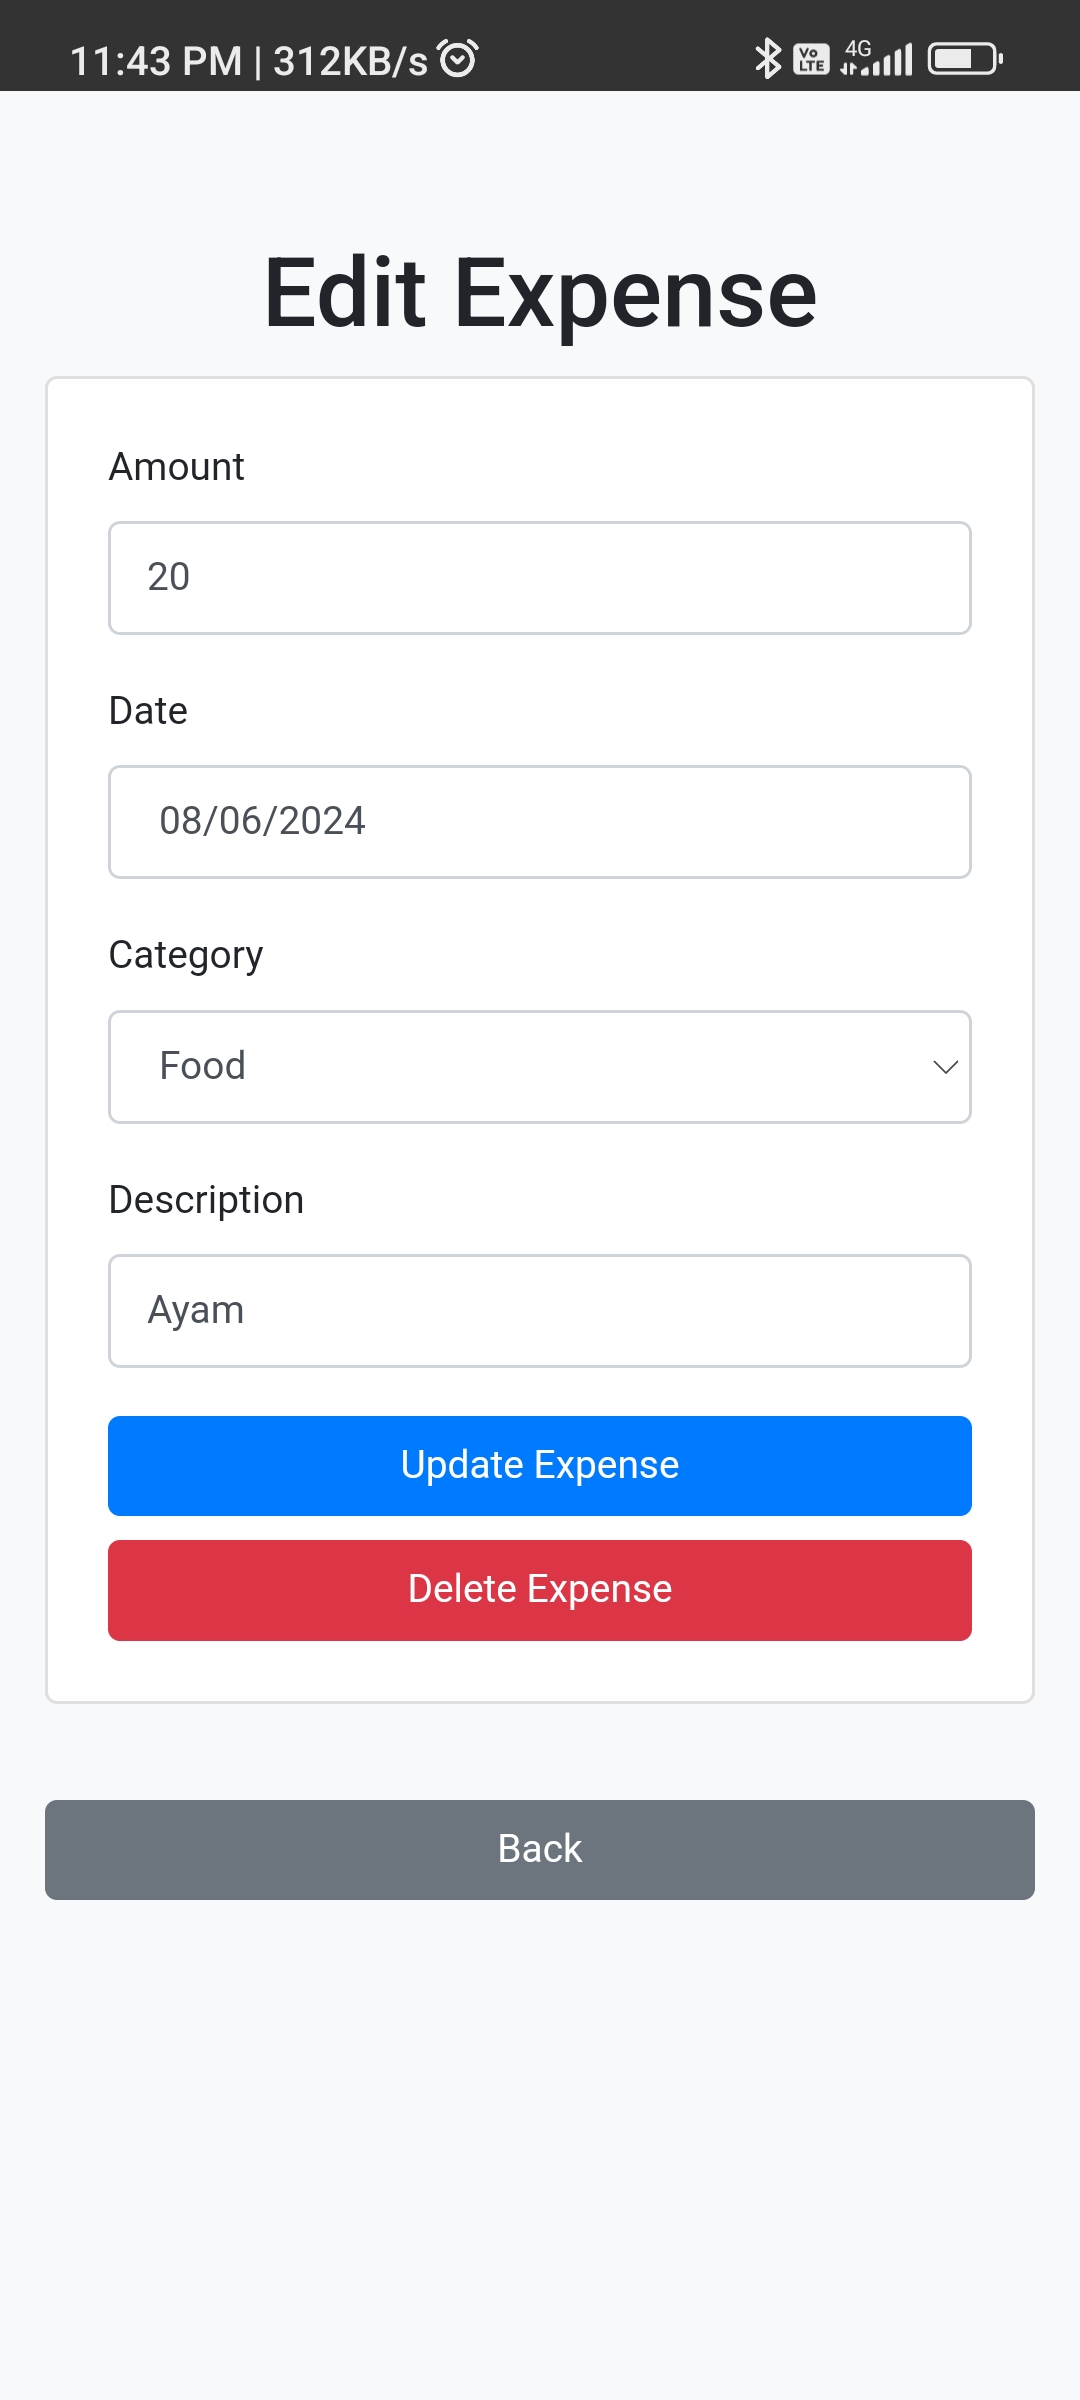 11:43 PM | 312KB/s
Vo LTE 4G
Edit Expense
Amount
20
Date
08/06/2024
Category
Food
Description
Ayam
Update Expense
Delete Expense
Back